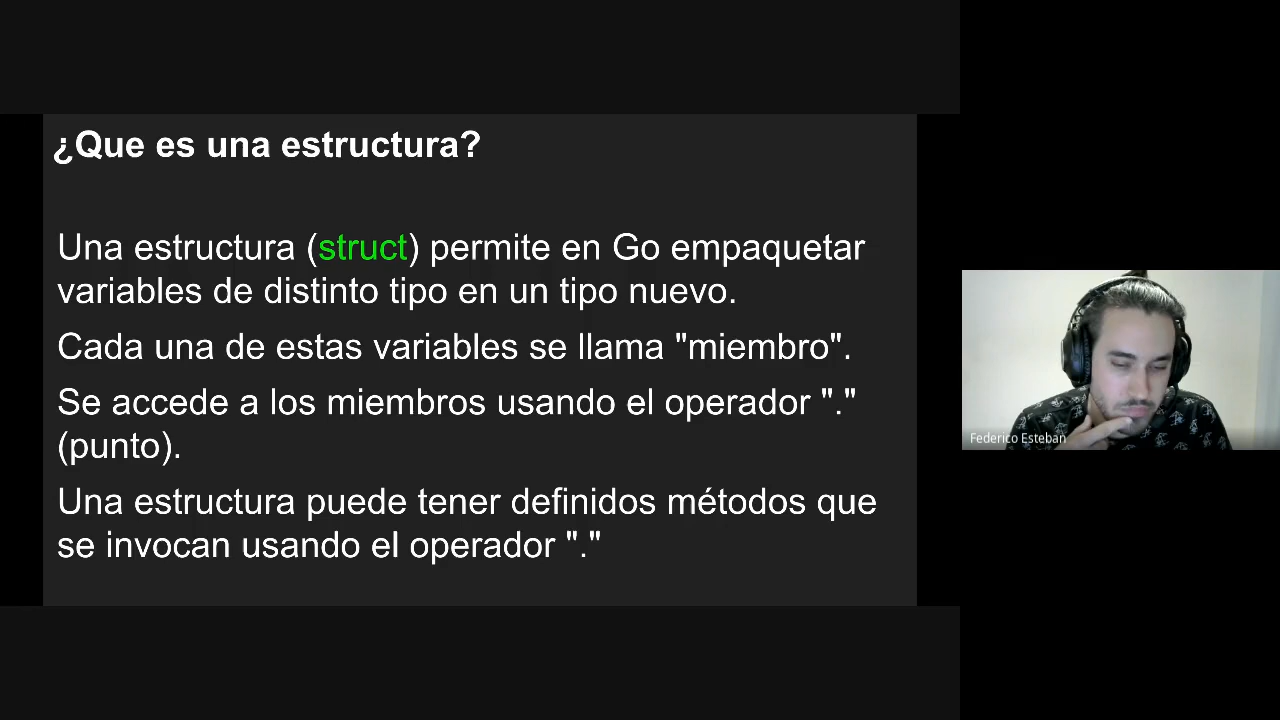 ¿Que es una estructura?
Una estructura (struct) permite en Go empaquetar
variables de distinto tipo en un tipo nuevo.
Cada una de estas variables se llama "miembro".
Se accede a los miembros usando el operador "."
(punto).
Una estructura puede tener definidos métodos que
se invocan usando el operador "."
Federico Esteban